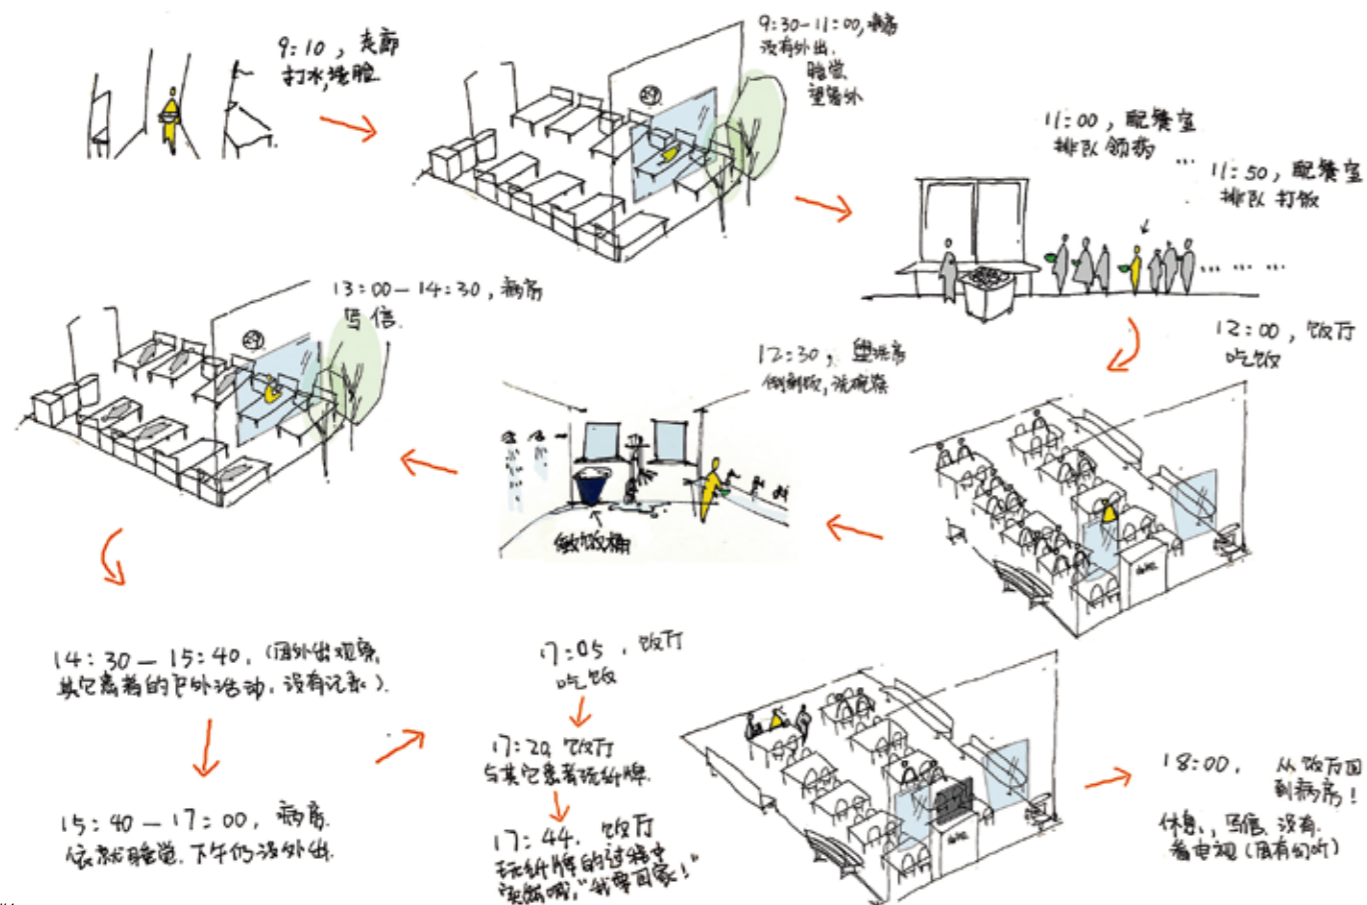 9:10，走廊
打水,洗脸
9:30-11:00,病房
没有外出.
睡觉
望窗外
11:00，配餐室
排队 领药 ...
11:50，配餐室
排队 打饭
... ... ...
12:00，饭厅
吃饭
12:30，盥洗房
倒剩饭，洗碗筷
馊饭桶
13:00—14:30，病房
写信.
14:30—15:40.（因外出观察,
其它患者的户外活动，没有记录）.
15:40—17:00，病房.
依就睡觉.下午仍没外出.
17:05，饭厅
吃饭
17:20,饭厅
与其它患者玩纸牌.
17:44.饭厅
玩纸牌的过程中
突然喊，"我要回家！"
18:00. 从饭厅回
到病房！
休息,，写信 没有.
看电视（因有幻听）